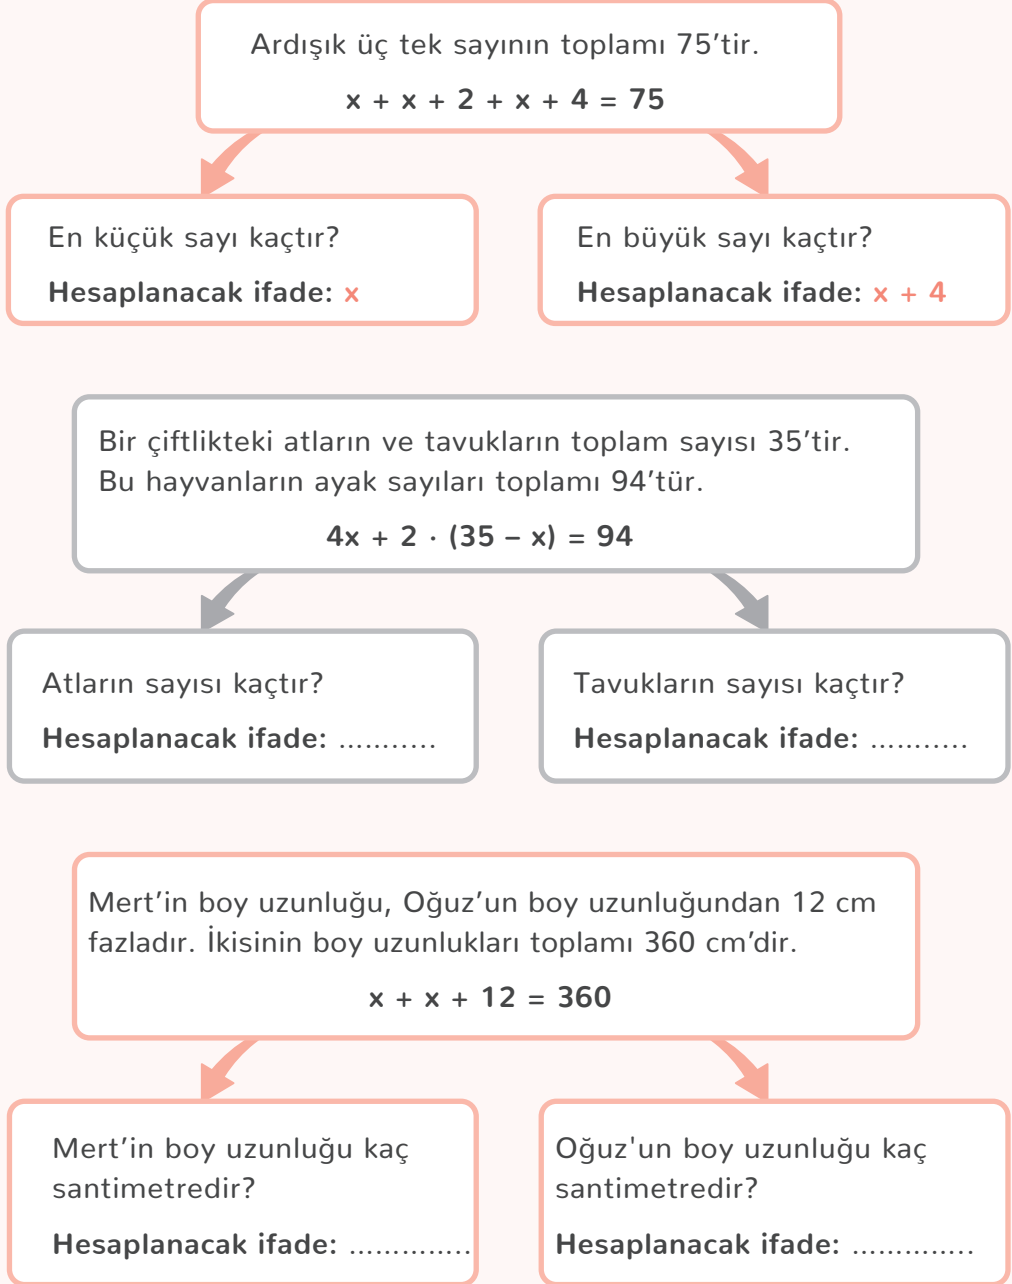 Ardışık üç tek sayının toplamı 75’tir.
x + x + 2 + x + 4 = 75
En küçük sayı kaçtır?
Hesaplanacak ifade: x
En büyük sayı kaçtır?
Hesaplanacak ifade: x + 4
Bir çiftlikteki atların ve tavukların toplam sayısı 35’tir.
Bu hayvanların ayak sayıları toplamı 94’tür.
4x + 2 · (35 – x) = 94
Atların sayısı kaçtır?
Hesaplanacak ifade: ...........
Tavukların sayısı kaçtır?
Hesaplanacak ifade: ...........
Mert’in boy uzunluğu, Oğuz’un boy uzunluğundan 12 cm
fazladır. İkisinin boy uzunlukları toplamı 360 cm’dir.
x + x + 12 = 360
Mert’in boy uzunluğu kaç
santimetredir?
Hesaplanacak ifade: ..............
Oğuz'un boy uzunluğu kaç
santimetredir?
Hesaplanacak ifade: ..............